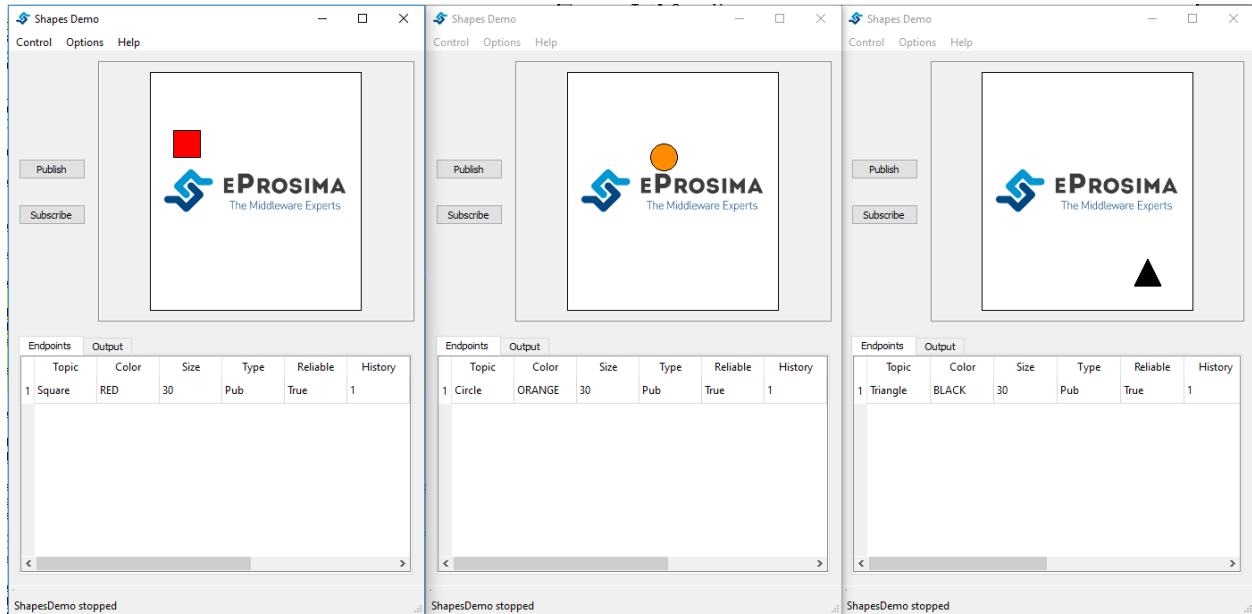 Shapes Demo
Control Options Help
Publish
Subscribe
EPROSIMA
The Middleware Experts
Endpoints Output
Topic Color Size Type Reliable History
1 Square RED 30 Pub True 1
ShapesDemo stopped
Shapes Demo
Control Options Help
Publish
Subscribe
EPROSIMA
The Middleware Experts
Endpoints Output
Topic Color Size Type Reliable History
1 Circle ORANGE 30 Pub True 1
ShapesDemo stopped
Shapes Demo
Control Options Help
Publish
Subscribe
EPROSIMA
The Middleware Experts
Endpoints Output
Topic Color Size Type Reliable History
1 Triangle BLACK 30 Pub True 1
ShapesDemo stopped